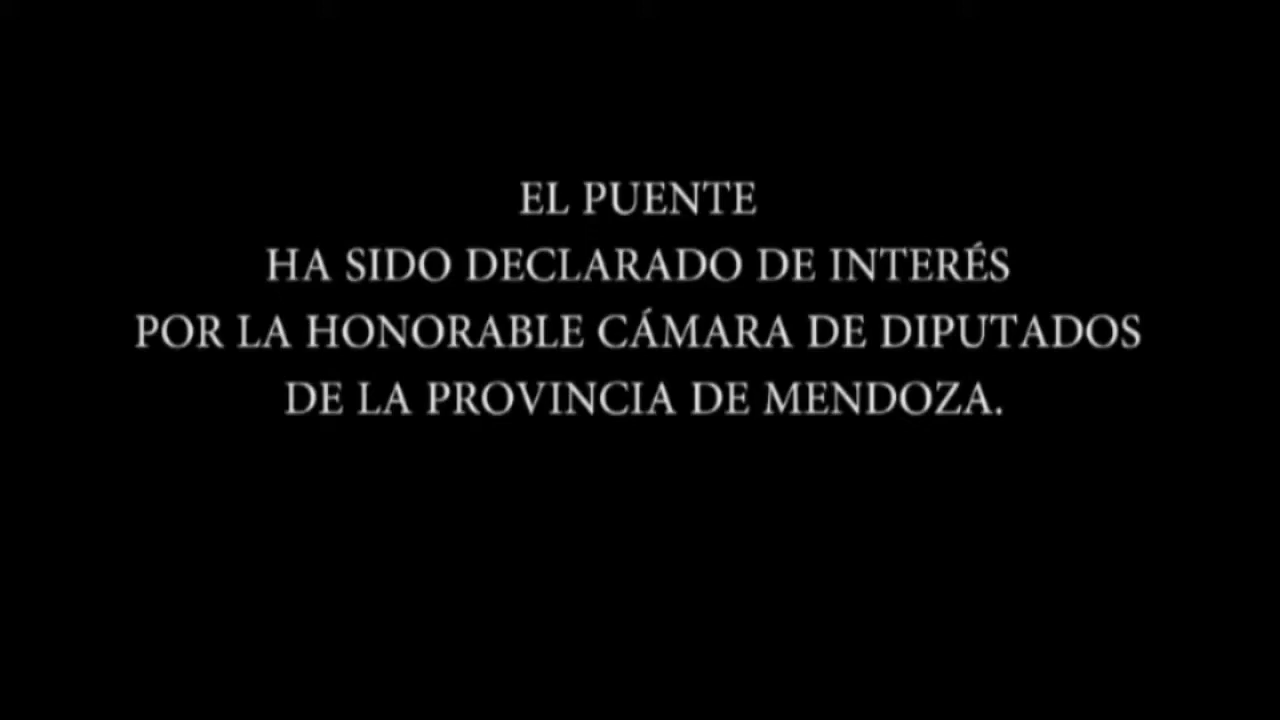 EL PUENTE
HA SIDO DECLARADO DE INTERÉS
POR LA HONORABLE CÁMARA DE DIPUTADOS
DE LA PROVINCIA DE MENDOZA.